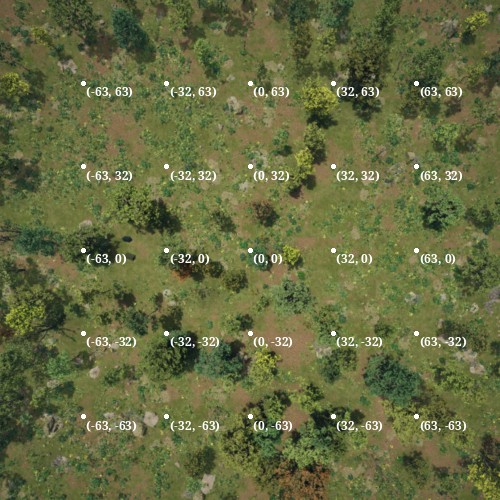 (-63, 63) (-32, 63) (0, 63) (32, 63) (63, 63)
(-63, 32) (-32, 32) (0, 32) (32, 32) (63, 32)
(-63, 0) (-32, 0) (0, 0) (32, 0) (63, 0)
(-63, -32) (-32, -32) (0, -32) (32, -32) (63, -32)
(-63, -63) (-32, -63) (0, -63) (32, -63) (63, -63)